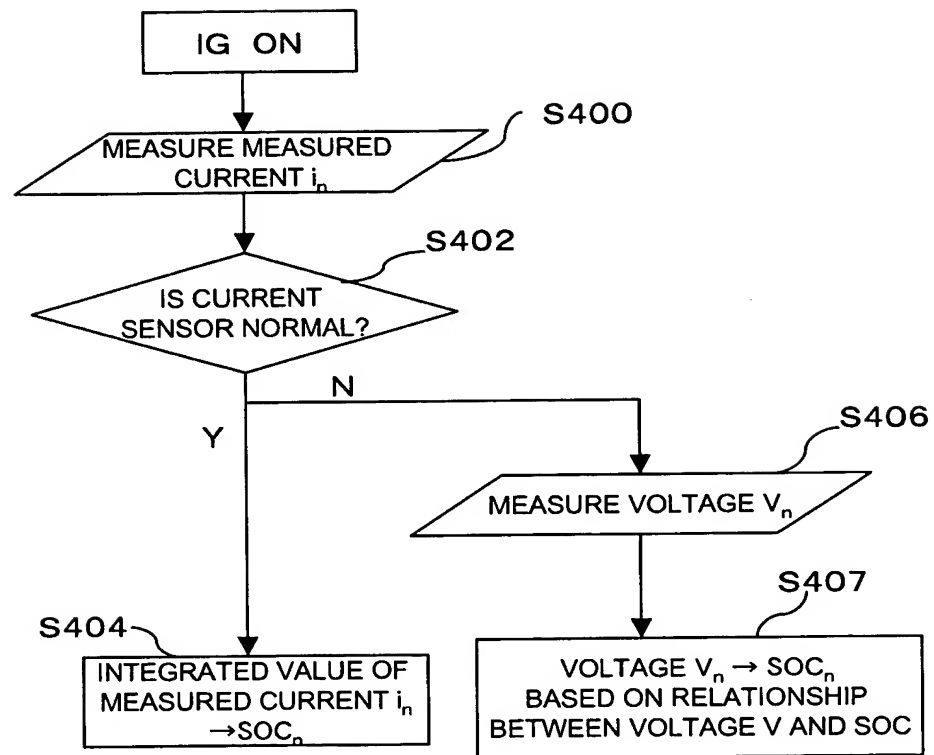 IG ON
S400
MEASURE MEASURED
CURRENT iₙ
S402
IS CURRENT
SENSOR NORMAL?
N
Y
S406
MEASURE VOLTAGE Vₙ
S407
S404
INTEGRATED VALUE OF
MEASURED CURRENT iₙ
→SOCₙ
VOLTAGE Vₙ → SOCₙ
BASED ON RELATIONSHIP
BETWEEN VOLTAGE V AND SOC